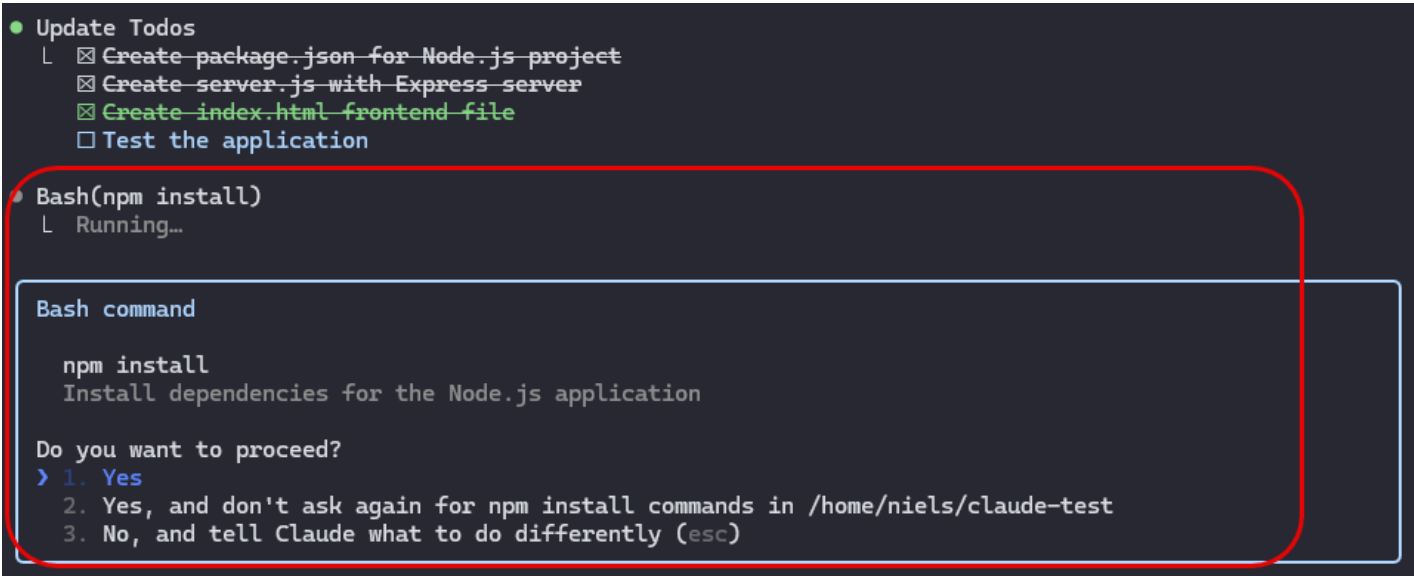 ● Update Todos
└ ☒ Create package.json for Node.js project
☒ Create server.js with Express server
☒ Create index.html frontend file
☐ Test the application
● Bash(npm install)
└ Running…
Bash command
npm install
Install dependencies for the Node.js application
Do you want to proceed?
❯ 1. Yes
2. Yes, and don't ask again for npm install commands in /home/niels/claude-test
3. No, and tell Claude what to do differently (esc)